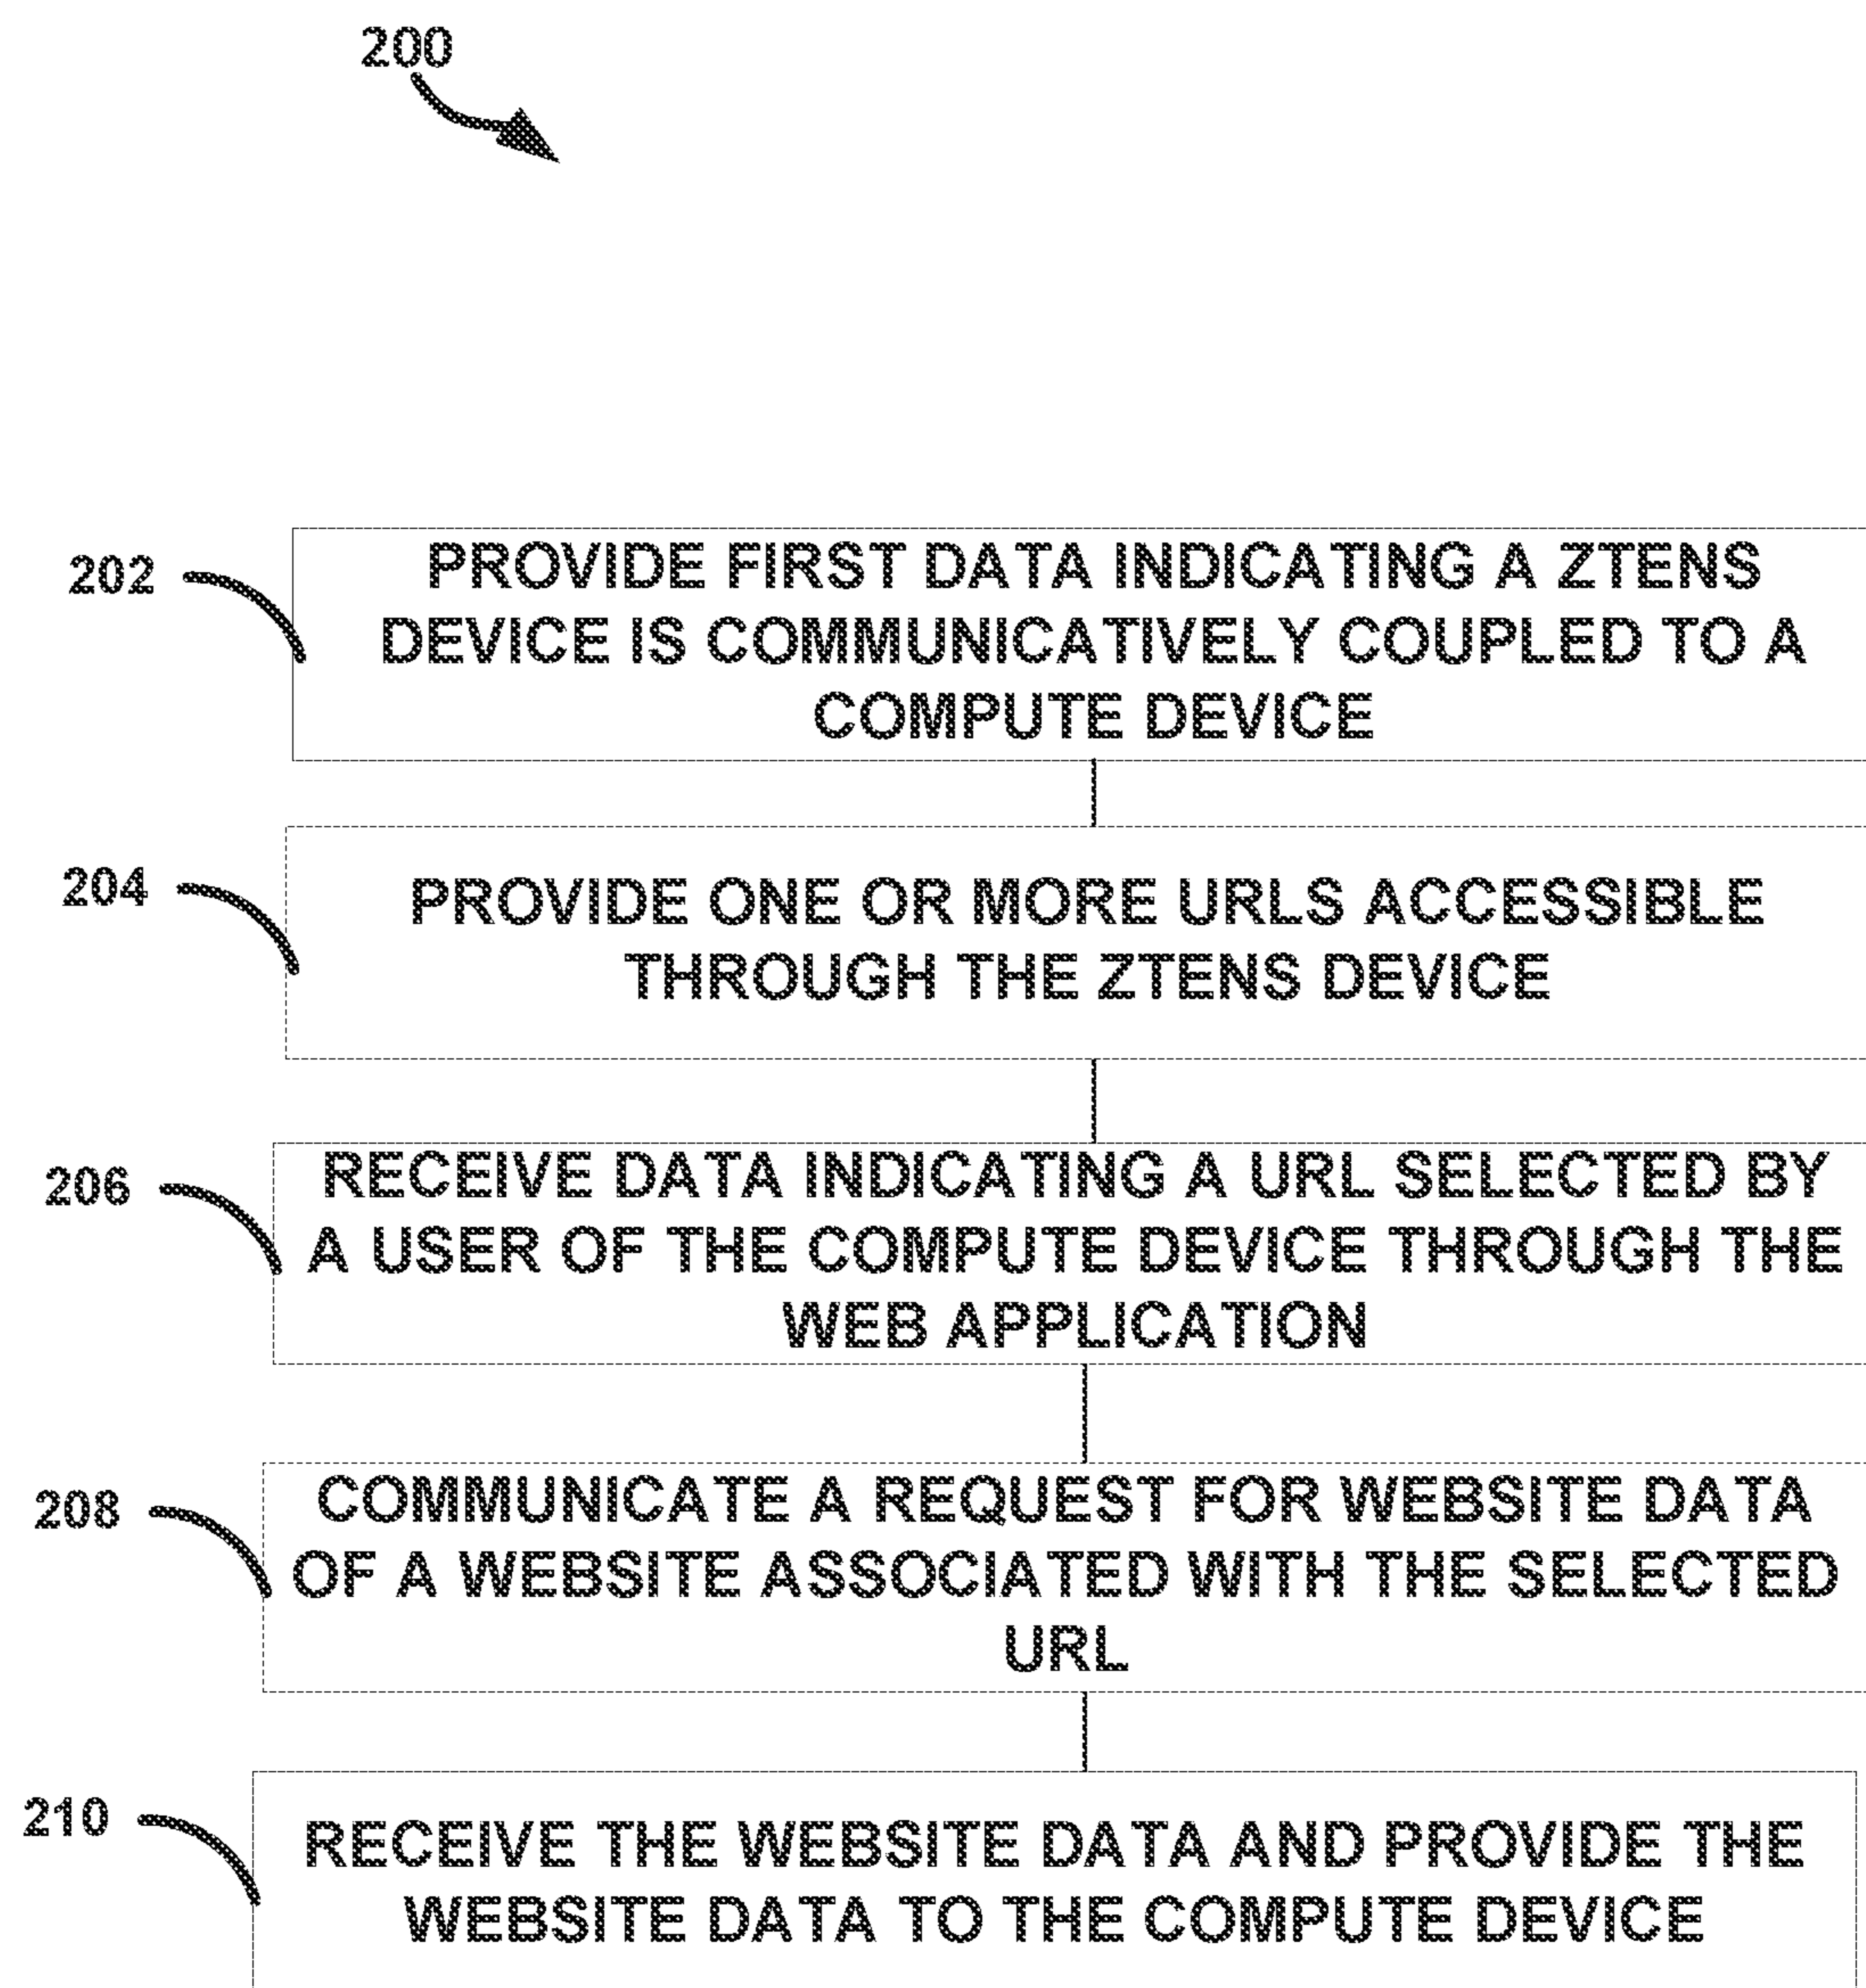 200
202
PROVIDE FIRST DATA INDICATING A ZTENS
DEVICE IS COMMUNICATIVELY COUPLED TO A
COMPUTE DEVICE
204
PROVIDE ONE OR MORE URLS ACCESSIBLE
THROUGH THE ZTENS DEVICE
206
RECEIVE DATA INDICATING A URL SELECTED BY
A USER OF THE COMPUTE DEVICE THROUGH THE
WEB APPLICATION
208
COMMUNICATE A REQUEST FOR WEBSITE DATA
OF A WEBSITE ASSOCIATED WITH THE SELECTED
URL
210
RECEIVE THE WEBSITE DATA AND PROVIDE THE
WEBSITE DATA TO THE COMPUTE DEVICE